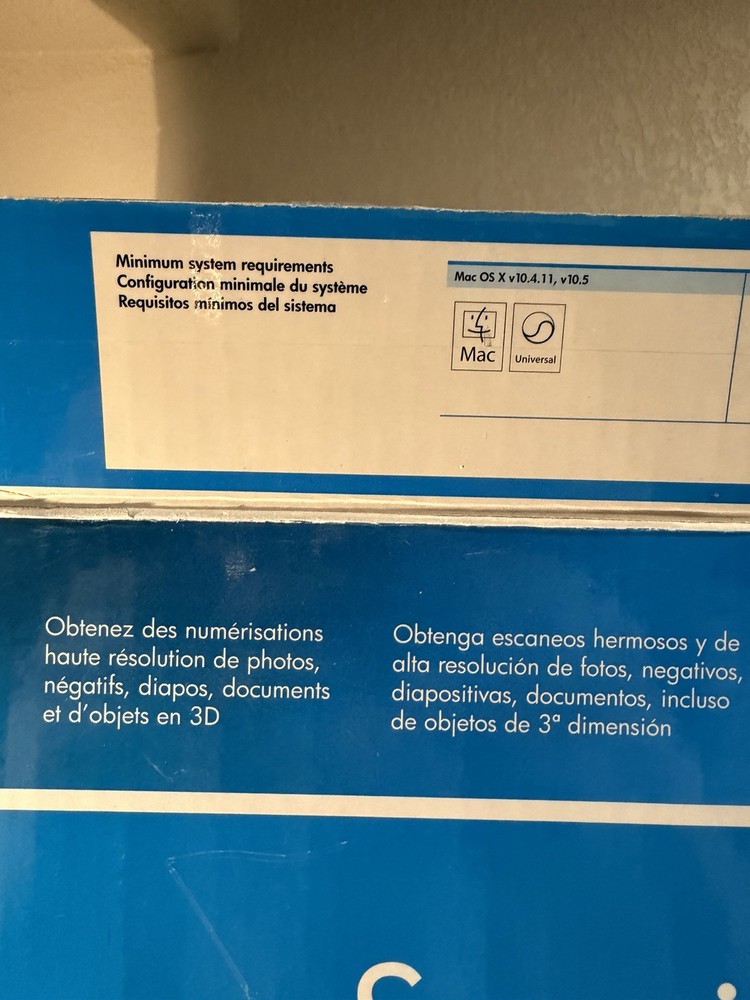 Minimum system requirements
Configuration minimale du système
Requisitos mínimos del sistema
Mac OS X v10.4.11, v10.5
Mac
Universal
Obtenez des numérisations
haute résolution de photos,
négatifs, diapos, documents
et d'objets en 3D
Obtenga escaneos hermosos y de
alta resolución de fotos, negativos,
diapositivas, documentos, incluso
de objetos de 3ª dimensión